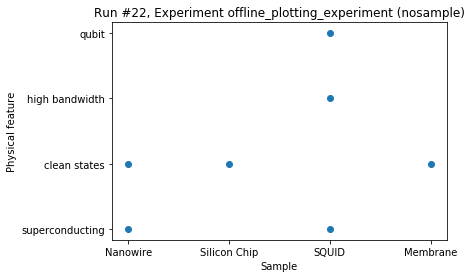 Run #22, Experiment offline_plotting_experiment (nosample)
qubit
high bandwidth
clean states
superconducting
Physical feature
Nanowire Silicon Chip SQUID Membrane
Sample